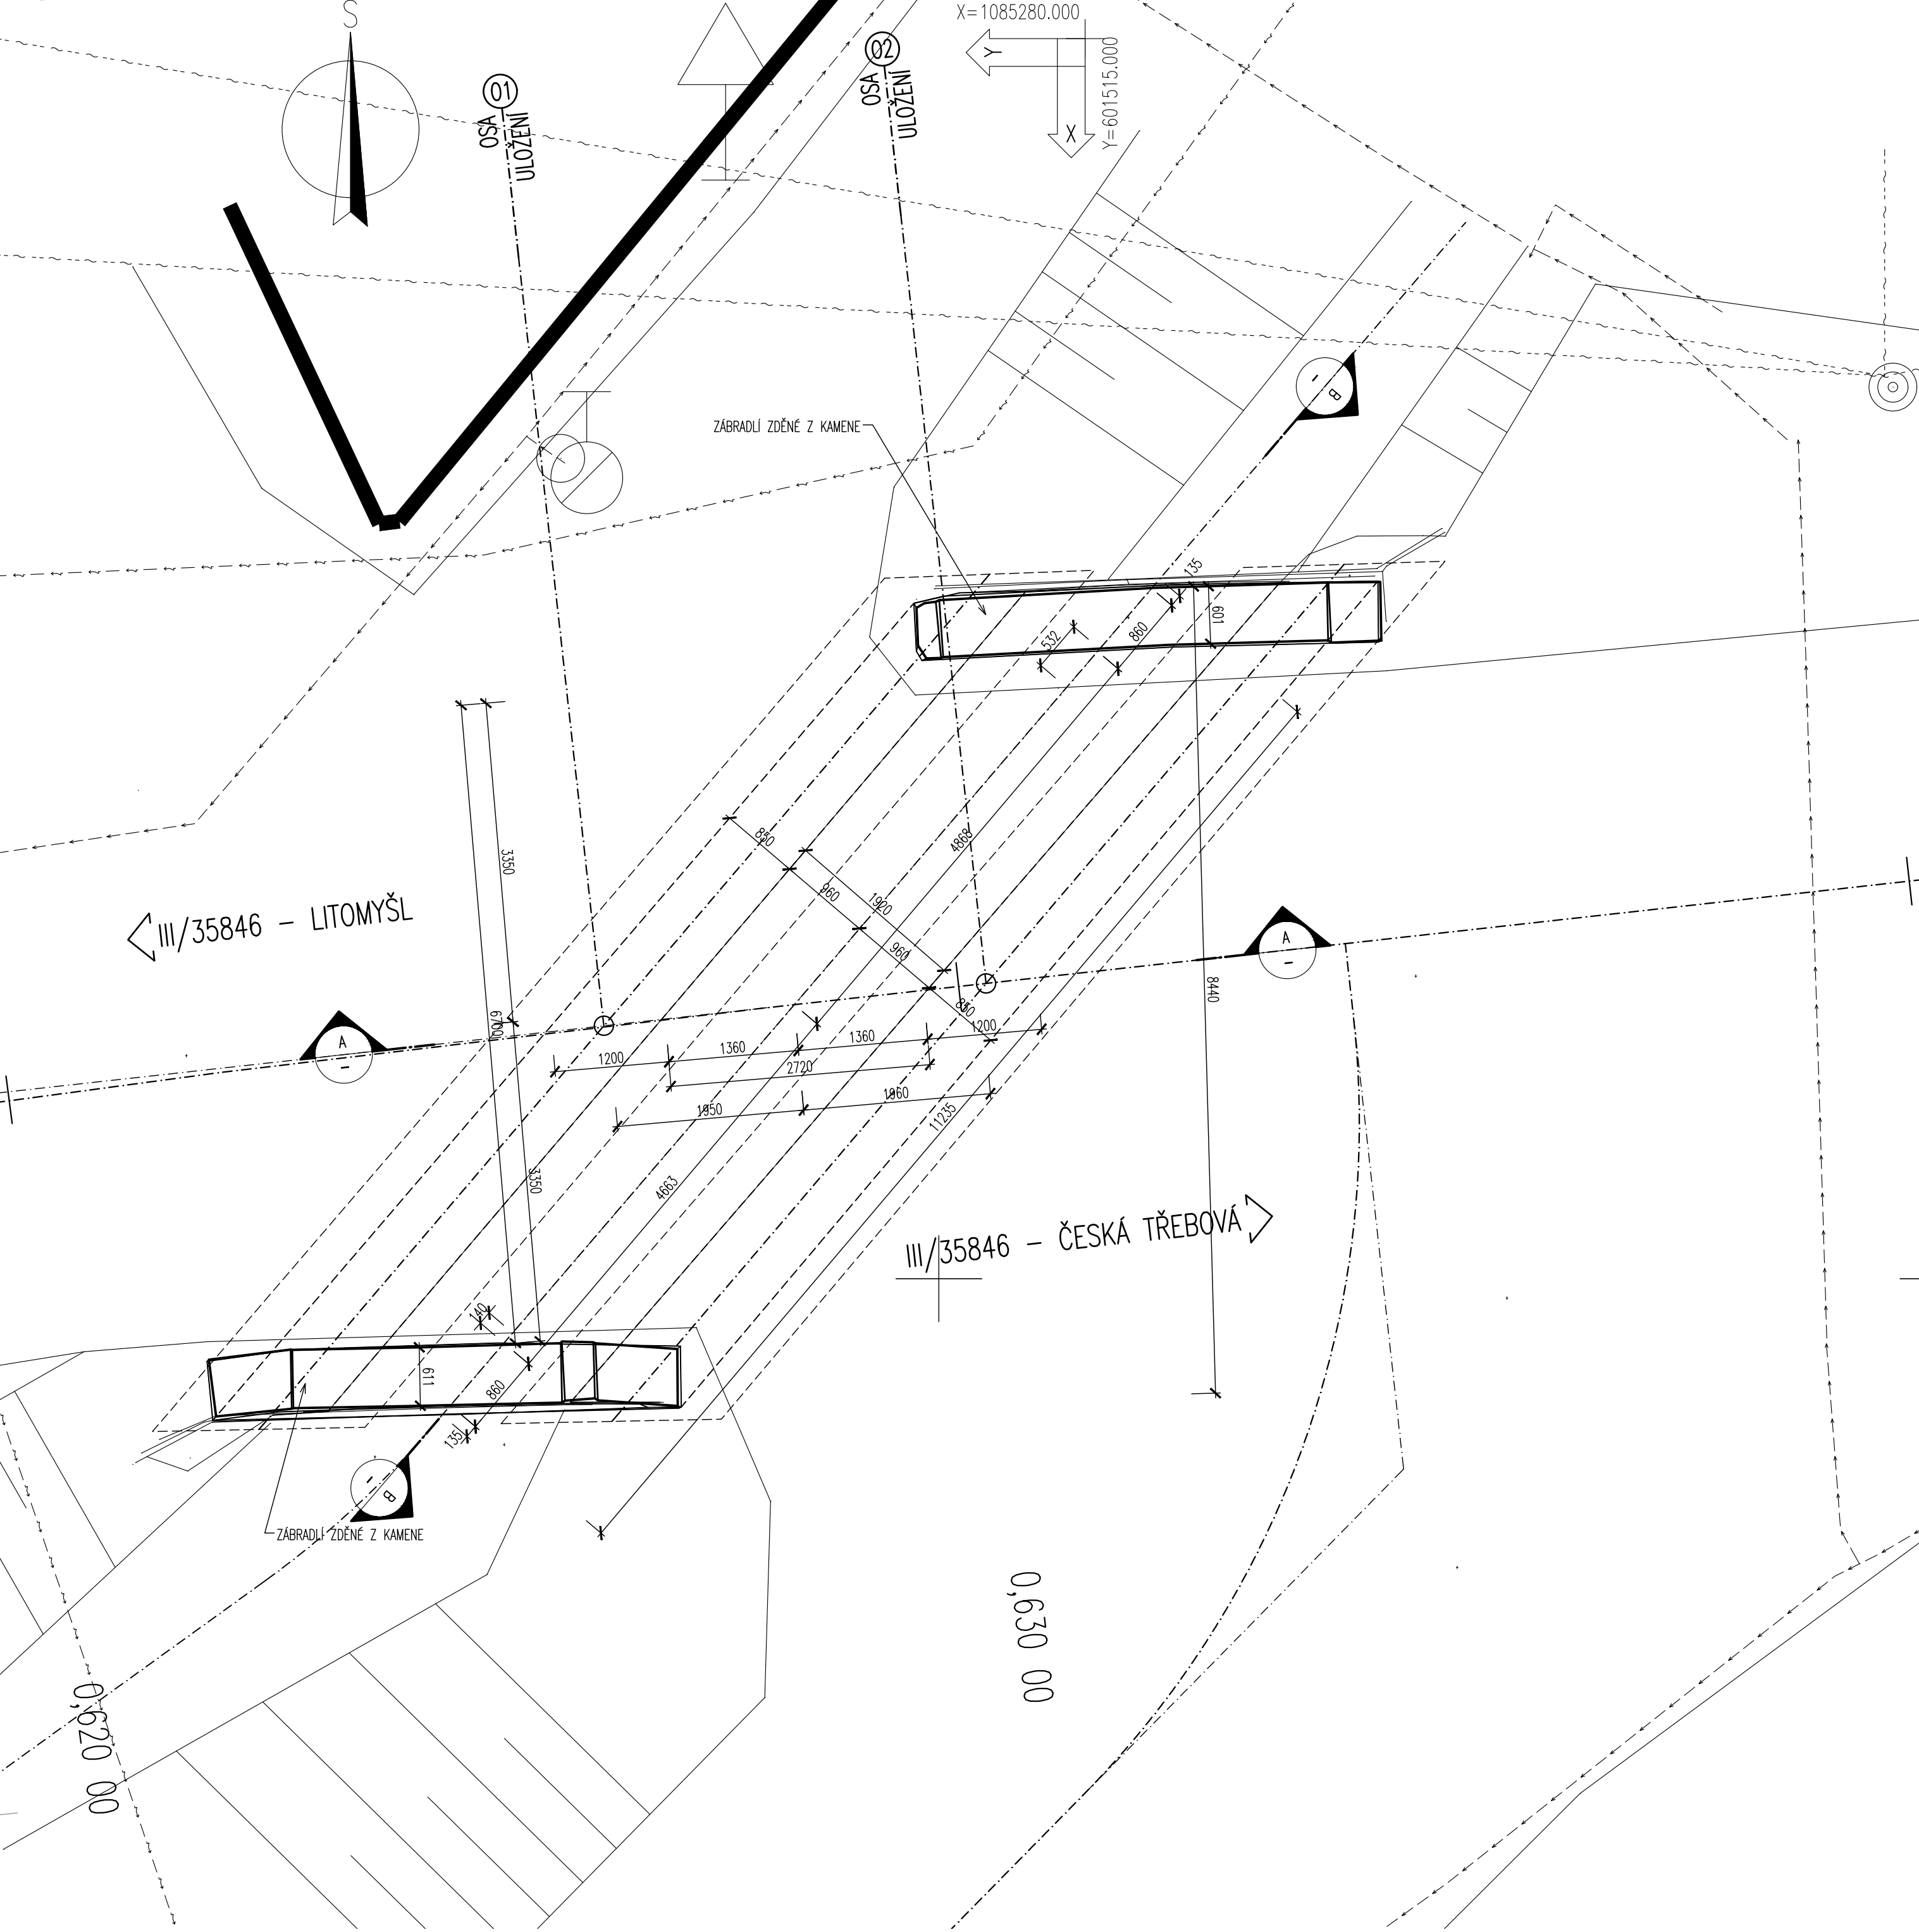 S
X=1085280.000
Y
X
Y=6015​15.000
01
OSA
ULOŽENÍ
02
OSA
ULOŽENÍ
B
ZÁBRADLÍ ZDĚNÉ Z KAMENE
135
601
532
860
3350
850
960
1920
4868
960
850
III/35846 – LITOMYŠL
A
8440
6700
A
1200
1360
1360
1200
2720
1950
1960
11235
3350
4663
III/35846 – ČESKÁ TŘEBOVÁ
140
611
860
135
B
ZÁBRADLÍ ZDĚNÉ Z KAMENE
0,630 00
0,620 00